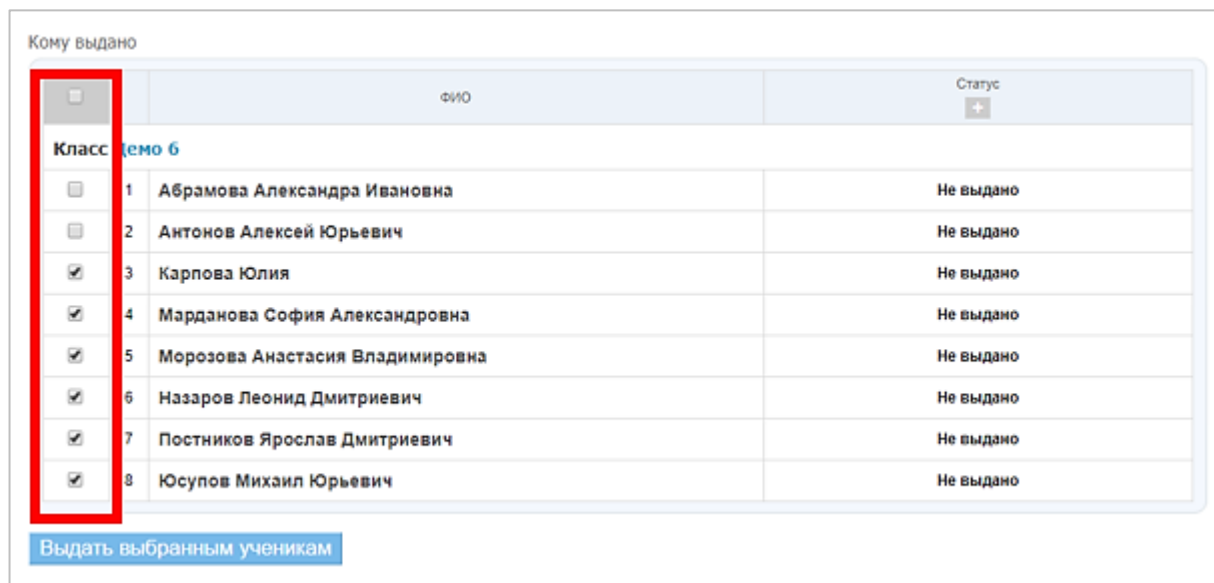 Кому выдано
ФИО Статус
+
Класс Демо 6
1 Абрамова Александра Ивановна Не выдано
2 Антонов Алексей Юрьевич Не выдано
3 Карпова Юлия Не выдано
4 Марданова София Александровна Не выдано
5 Морозова Анастасия Владимировна Не выдано
6 Назаров Леонид Дмитриевич Не выдано
7 Постников Ярослав Дмитриевич Не выдано
8 Юсупов Михаил Юрьевич Не выдано
Выдать выбранным ученикам